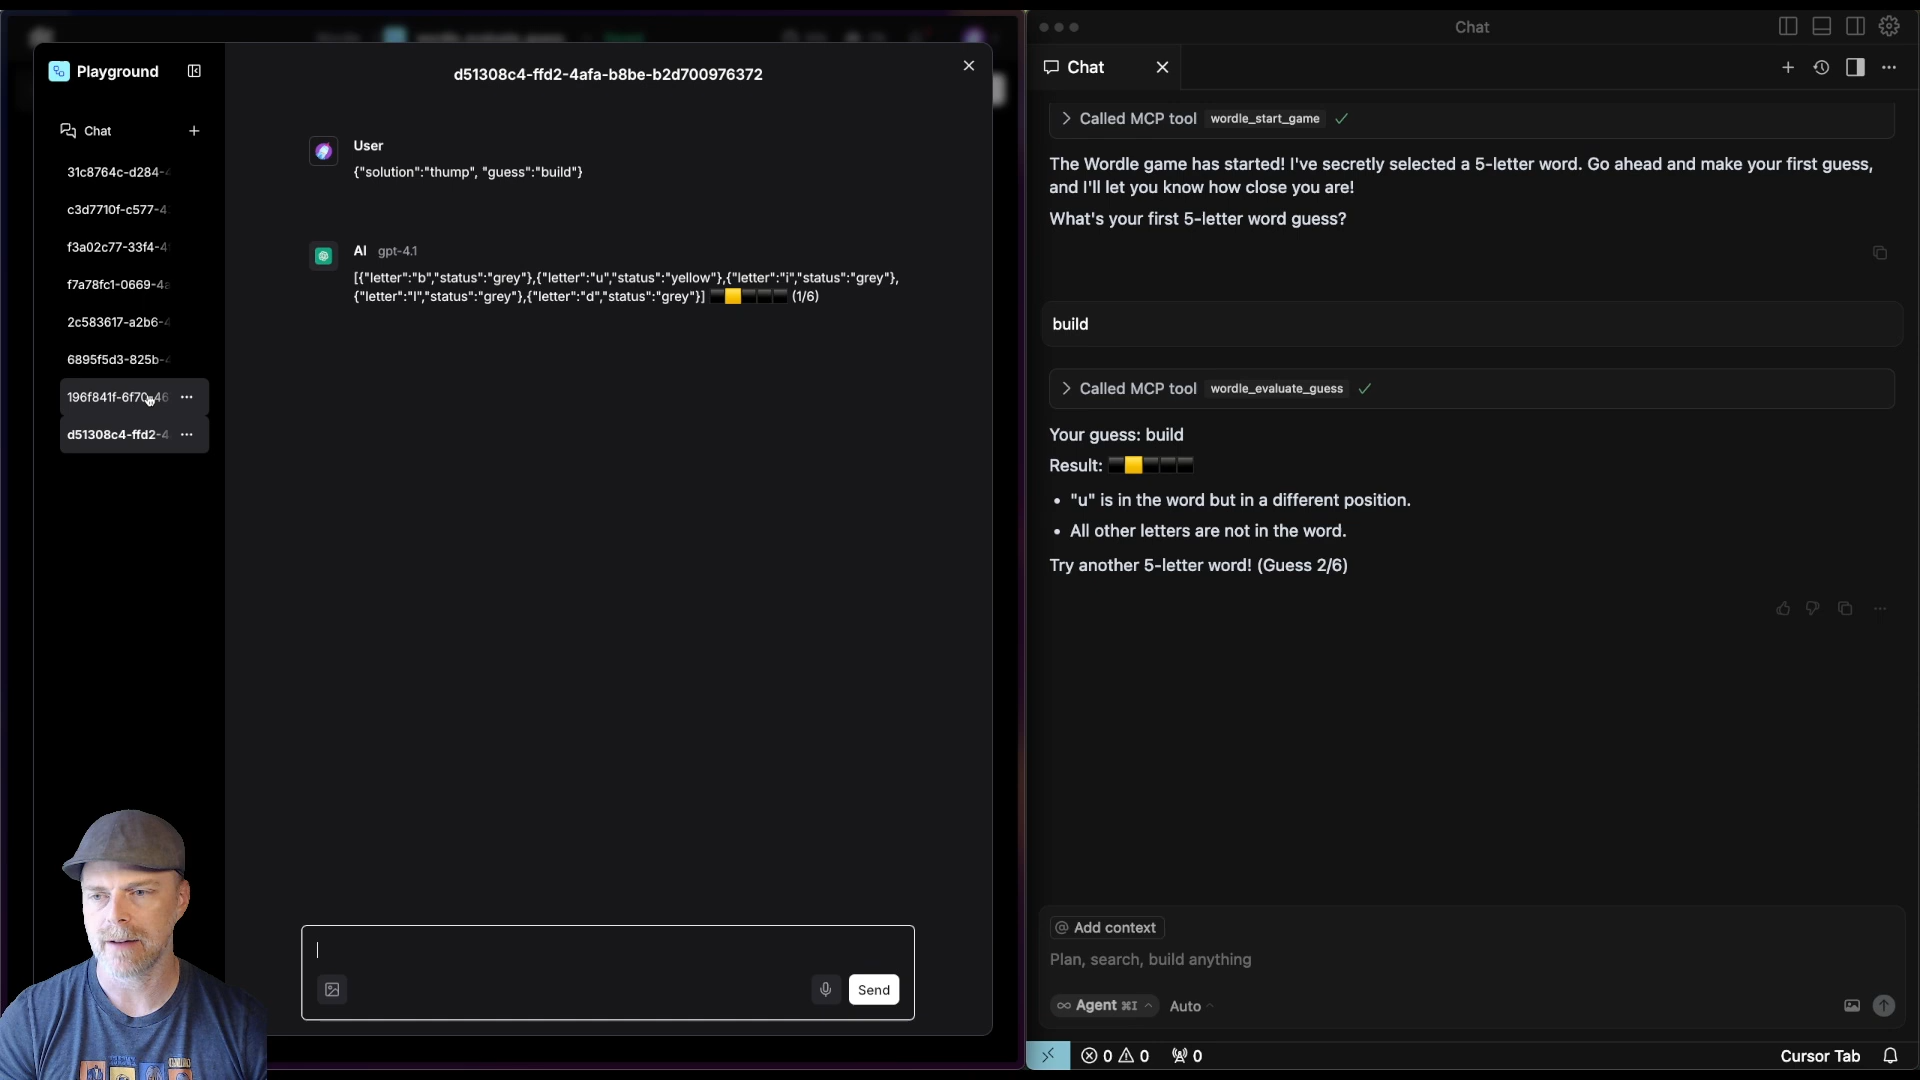 Playground
Chat
31c8764c-d284-4
c3d7710f-c577-4
f3a02c77-33f4-4
f7a78fc1-0669-4a
2c583617-a2b6-4
6895f5d3-825b-4
196f841f-6f70-46
d51308c4-ffd2-4
d51308c4-ffd2-4afa-b8be-b2d700976372
User
{"solution":"thump", "guess":"build"}
AI gpt-4.1
[{"letter":"b","status":"grey"},{"letter":"u","status":"yellow"},{"letter":"i","status":"grey"},
{"letter":"l","status":"grey"},{"letter":"d","status":"grey"}] ⬛🟨⬛⬛⬛ (1/6)
Send
Chat
Chat
Called MCP tool wordle_start_game
The Wordle game has started! I've secretly selected a 5-letter word. Go ahead and make your first guess,
and I'll let you know how close you are!
What's your first 5-letter word guess?
build
Called MCP tool wordle_evaluate_guess
Your guess: build
Result: ⬛🟨⬛⬛⬛
• "u" is in the word but in a different position.
• All other letters are not in the word.
Try another 5-letter word! (Guess 2/6)
@ Add context
Plan, search, build anything
∞ Agent ⌘I Auto
0 0 0
Cursor Tab